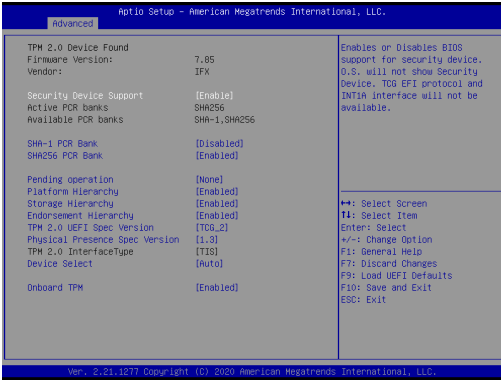 Aptio Setup – American Megatrends International, LLC.
Advanced
TPM 2.0 Device Found
Firmware Version: 7.85
Vendor: IFX
Security Device Support [Enable]
Active PCR banks SHA256
Available PCR banks SHA-1,SHA256
SHA-1 PCR Bank [Disabled]
SHA256 PCR Bank [Enabled]
Pending operation [None]
Platform Hierarchy [Enabled]
Storage Hierarchy [Enabled]
Endorsement Hierarchy [Enabled]
TPM 2.0 UEFI Spec Version [TCG_2]
Physical Presence Spec Version [1.3]
TPM 2.0 InterfaceType [TIS]
Device Select [Auto]
Onboard TPM [Enabled]
Enables or Disables BIOS
support for security device.
O.S. will not show Security
Device. TCG EFI protocol and
INT1A interface will not be
available.
↔: Select Screen
↑↓: Select Item
Enter: Select
+/-: Change Option
F1: General Help
F7: Discard Changes
F9: Load UEFI Defaults
F10: Save and Exit
ESC: Exit
Ver. 2.21.1277 Copyright (C) 2020 American Megatrends International, LLC.